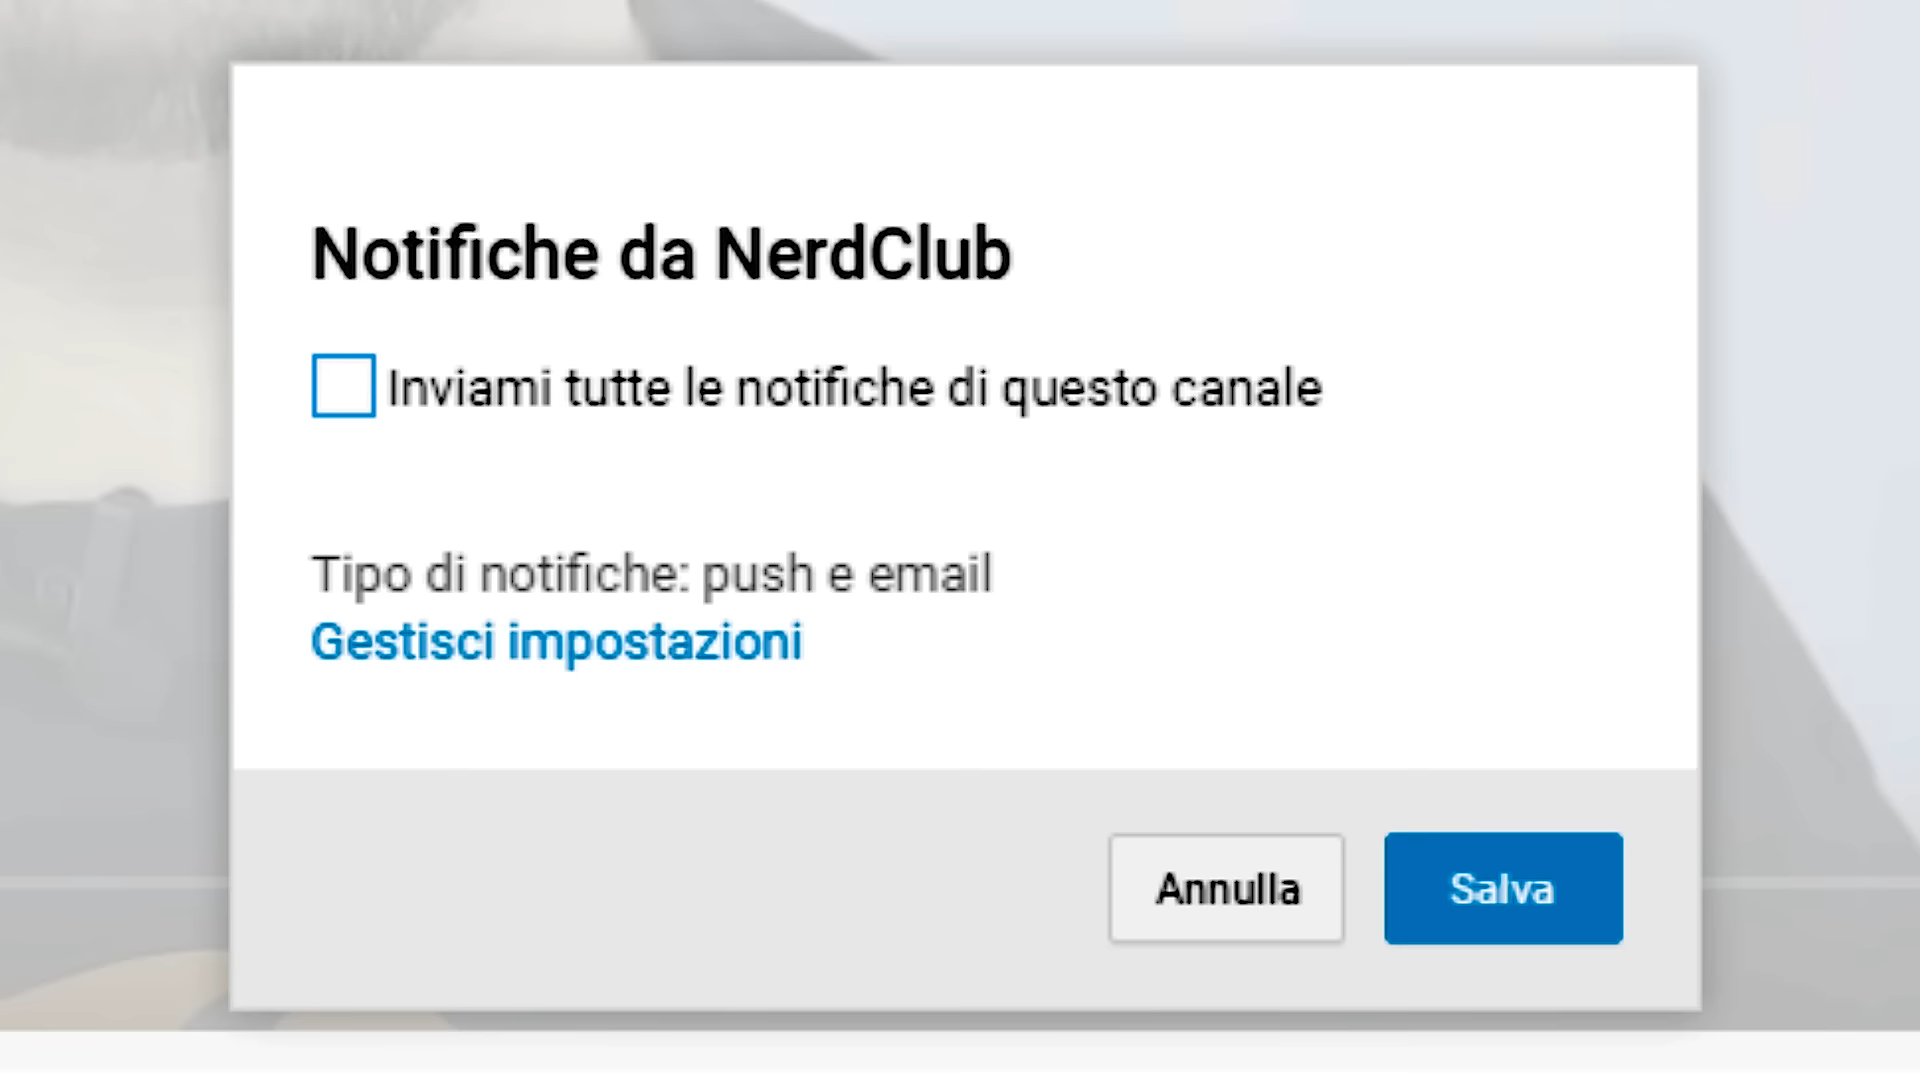 Notifiche da NerdClub
Inviami tutte le notifiche di questo canale
Tipo di notifiche: push e email
Gestisci impostazioni
Annulla
Salva